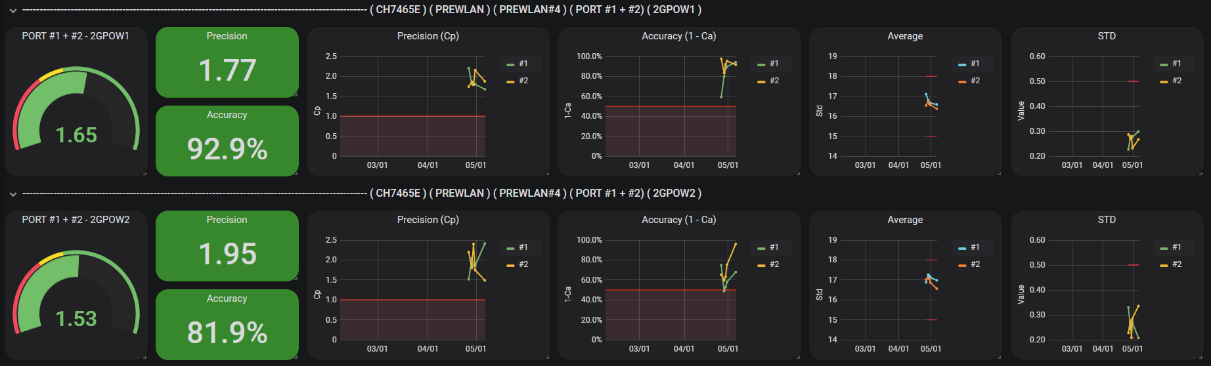 ( CH7465E ) ( PREWLAN ) ( PREWLAN#4 ) ( PORT #1 + #2) ( 2GPOW1 )
PORT #1 + #2 - 2GPOW1
1.65
Precision
1.77
Accuracy
92.9%
Precision (Cp)
Cp
2.5
2.0
1.5
1.0
0.5
0
03/01 04/01 05/01
#1
#2
Accuracy (1 - Ca)
1-Ca
100.0%
80.0%
60.0%
40.0%
20.0%
0%
03/01 04/01 05/01
#1
#2
Average
Std
19
18
17
16
15
14
03/01 05/01
#1
#2
STD
Value
0.60
0.50
0.40
0.30
0.20
03/01 04/01 05/01
#1
#2
( CH7465E ) ( PREWLAN ) ( PREWLAN#4 ) ( PORT #1 + #2) ( 2GPOW2 )
PORT #1 + #2 - 2GPOW2
1.53
Precision
1.95
Accuracy
81.9%
Precision (Cp)
Cp
2.5
2.0
1.5
1.0
0.5
0
03/01 04/01 05/01
#1
#2
Accuracy (1 - Ca)
1-Ca
100.0%
80.0%
60.0%
40.0%
20.0%
0%
03/01 04/01 05/01
#1
#2
Average
Std
19
18
17
16
15
14
03/01 05/01
#1
#2
STD
Value
0.60
0.50
0.40
0.30
0.20
03/01 04/01 05/01
#1
#2